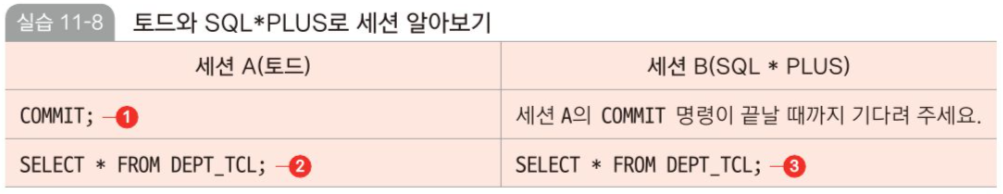 실습 11-8 토드와 SQL*PLUS로 세션 알아보기
세션 A(토드) 세션 B(SQL * PLUS)
COMMIT; 1 세션 A의 COMMIT 명령이 끝날 때까지 기다려 주세요.
SELECT * FROM DEPT_TCL; 2 SELECT * FROM DEPT_TCL; 3